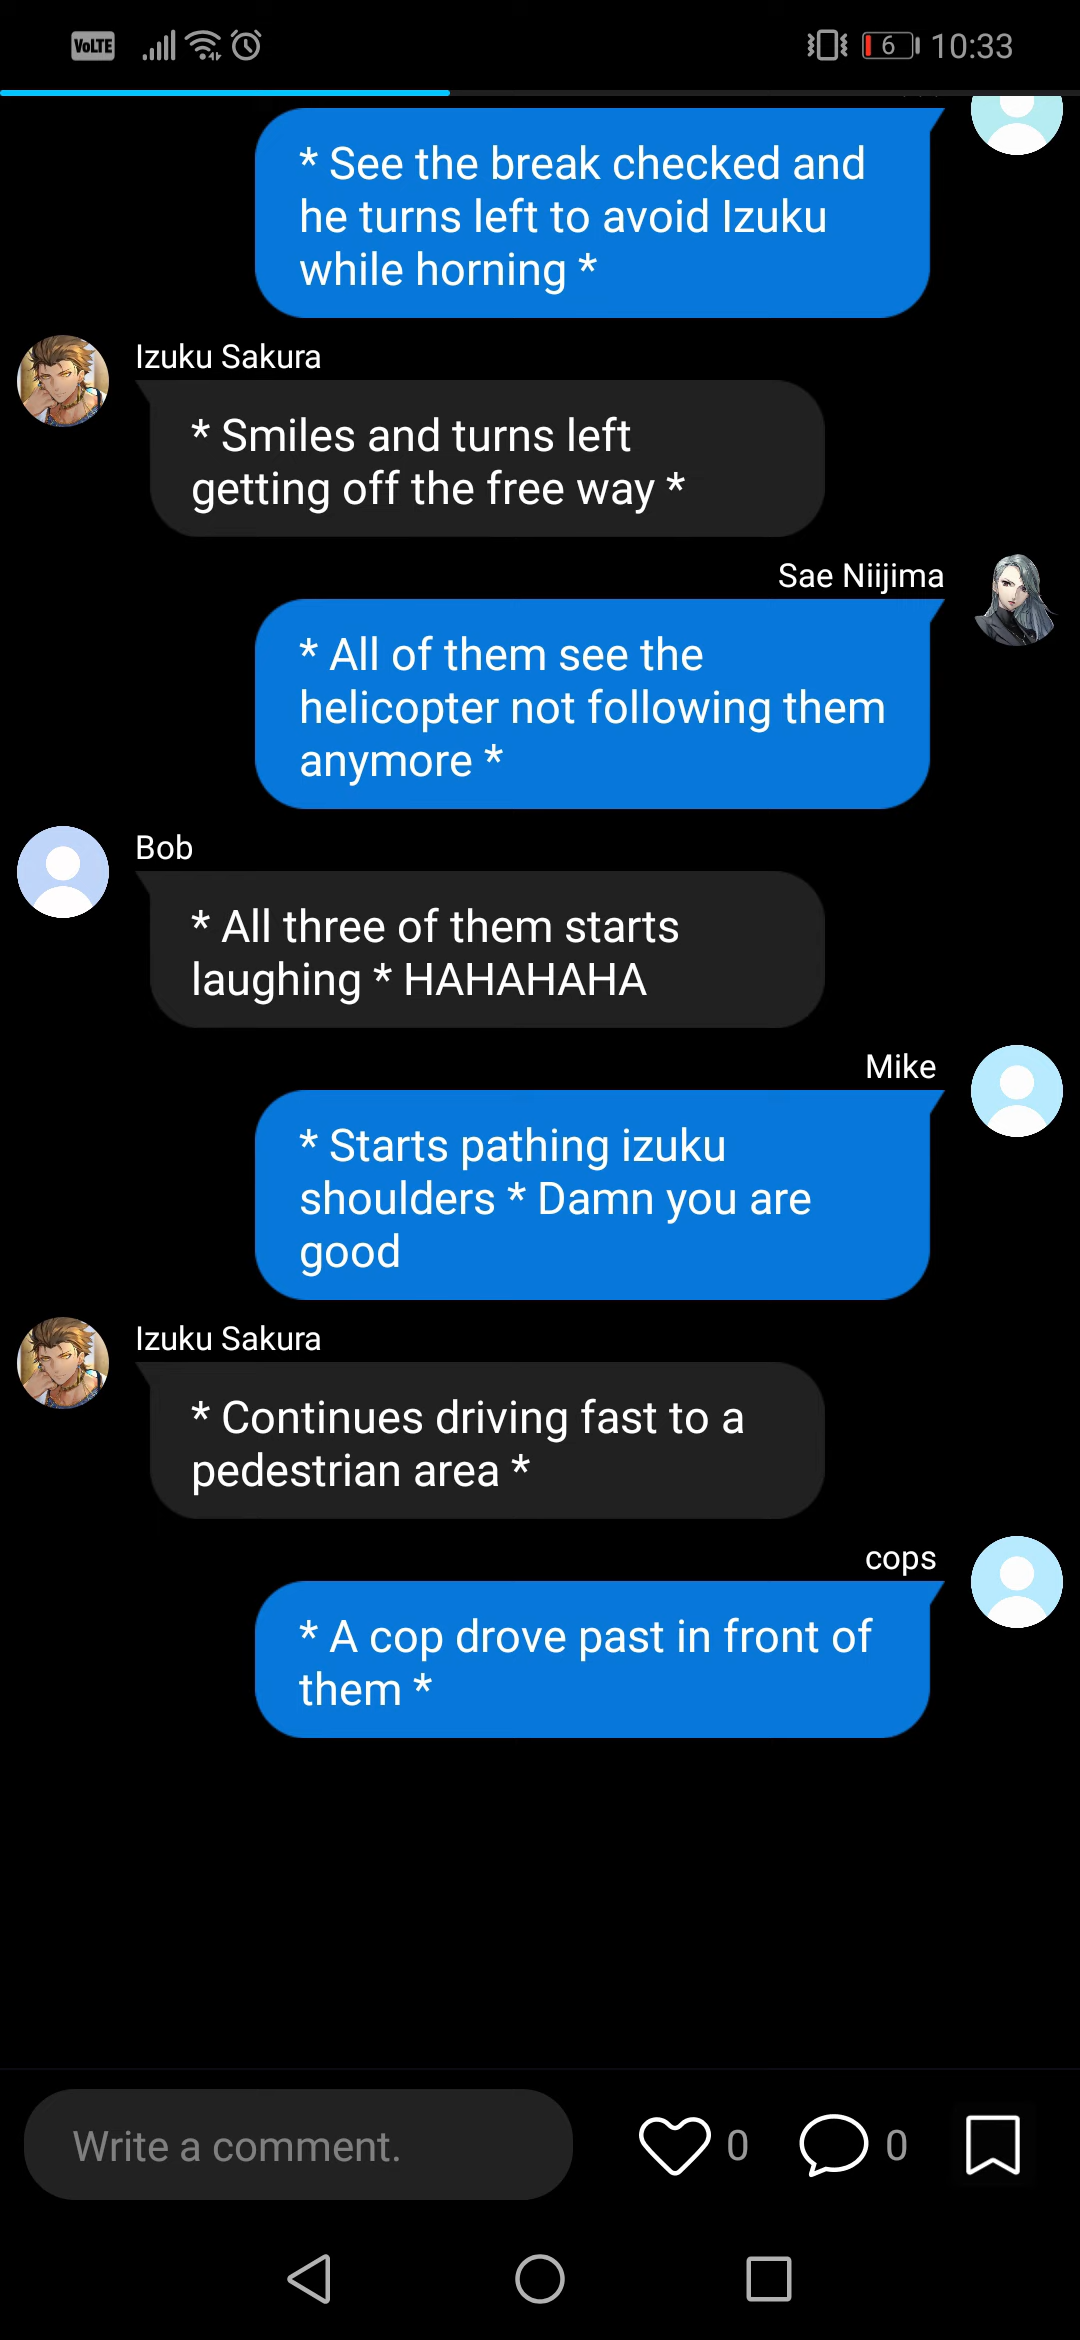 VoLTE 6 10:33
* See the break checked and
he turns left to avoid Izuku
while horning *
Izuku Sakura
* Smiles and turns left
getting off the free way *
Sae Niijima
* All of them see the
helicopter not following them
anymore *
Bob
* All three of them starts
laughing * HAHAHAHA
Mike
* Starts pathing izuku
shoulders * Damn you are
good
Izuku Sakura
* Continues driving fast to a
pedestrian area *
cops
* A cop drove past in front of
them *
Write a comment. 0 0